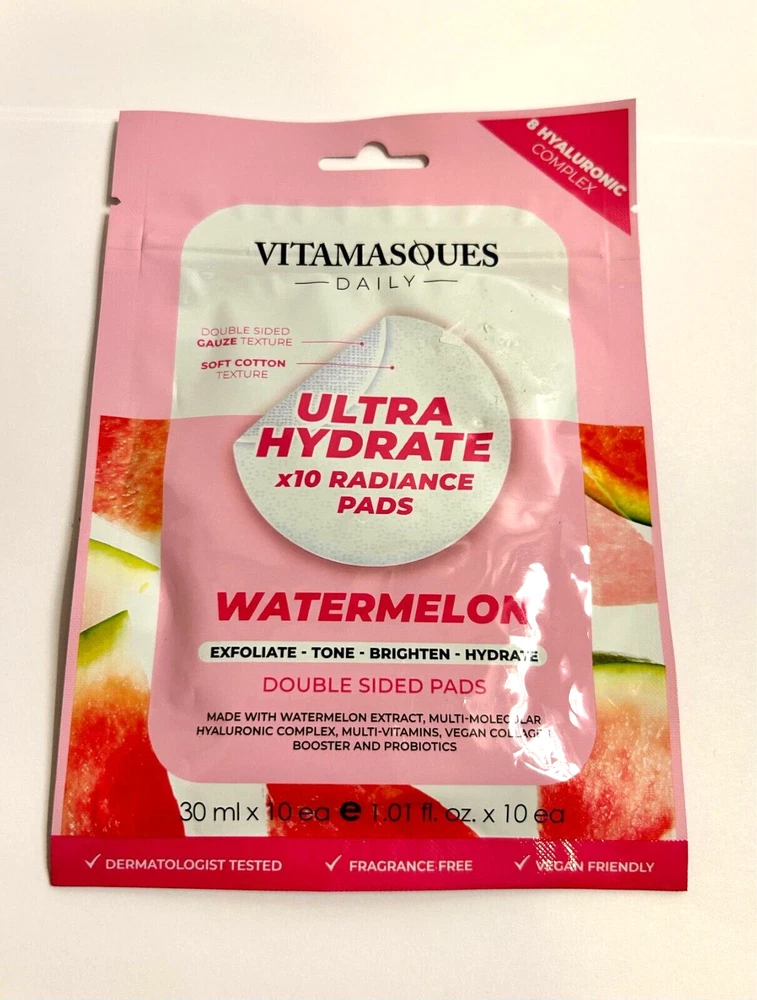 8 HYALURONIC
COMPLEX
VITAMASQUES
DAILY
DOUBLE SIDED
GAUZE TEXTURE
SOFT COTTON
TEXTURE
ULTRA
HYDRATE
x10 RADIANCE
PADS
WATERMELON
EXFOLIATE - TONE - BRIGHTEN - HYDRATE
DOUBLE SIDED PADS
MADE WITH WATERMELON EXTRACT, MULTI-MOLECULAR
HYALURONIC COMPLEX, MULTI-VITAMINS, VEGAN COLLAGEN
BOOSTER AND PROBIOTICS
30 ml x 10 ea e 1.01 fl. oz. x 10 ea
✓ DERMATOLOGIST TESTED ✓ FRAGRANCE FREE ✓ VEGAN FRIENDLY